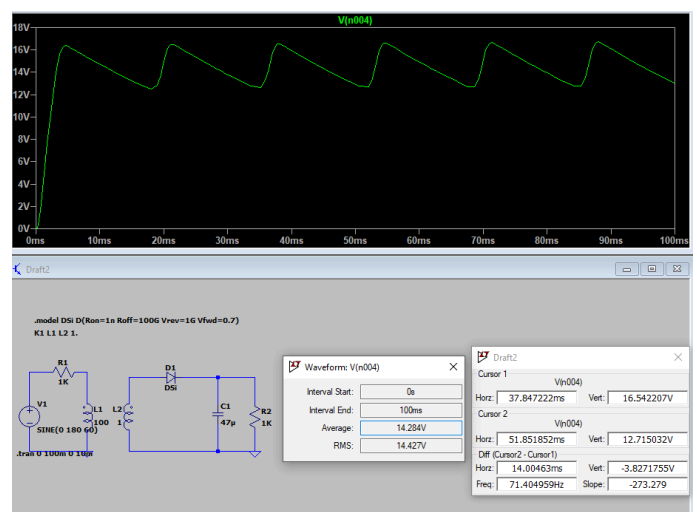 V(n004)
18V
16V
14V
12V
10V
8V
6V
4V
2V
0V
0ms 10ms 20ms 30ms 40ms 50ms 60ms 70ms 80ms 90ms 100ms
Draft2
.model DSi D(Ron=1n Roff=100G Vrev=1G Vfwd=0.7)
K1 L1 L2 1.
R1
1K
D1
DSi
V1
L1
100
L2
1
C1
47µ
R2
1K
SINE(0 180 60)
.tran 0 100m 0 10µ
Waveform: V(n004)
Interval Start: 0s
Interval End: 100ms
Average: 14.284V
RMS: 14.427V
Draft2
Cursor 1
V(n004)
Horz: 37.847222ms Vert: 16.542207V
Cursor 2
V(n004)
Horz: 51.851852ms Vert: 12.715032V
Diff (Cursor2 - Cursor1)
Horz: 14.00463ms Vert: -3.8271755V
Freq: 71.404959Hz Slope: -273.279